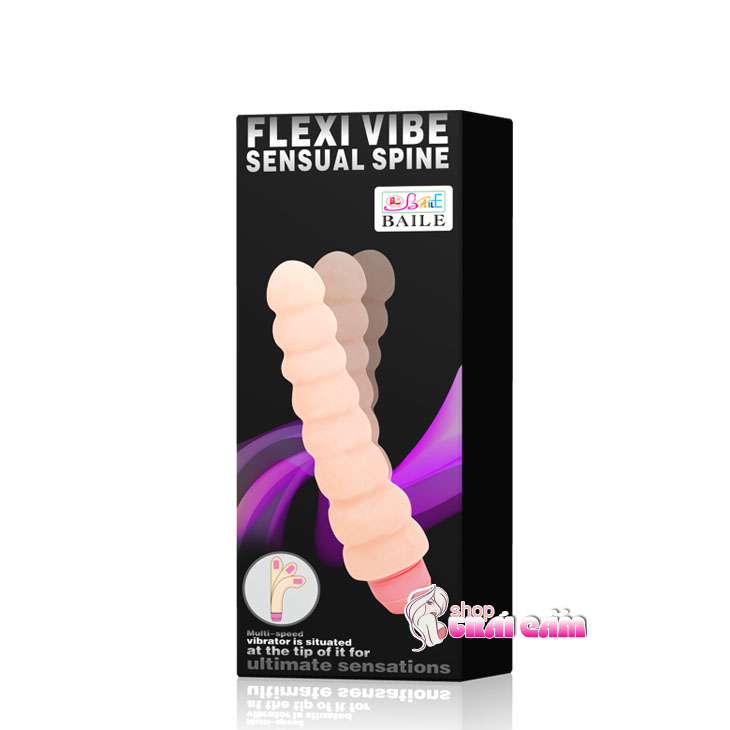 FLEXI VIBE
SENSUAL SPINE
BAILE
BAILE
Multi-speed
vibrator is situated
at the tip of it for
ultimate sensations
shop